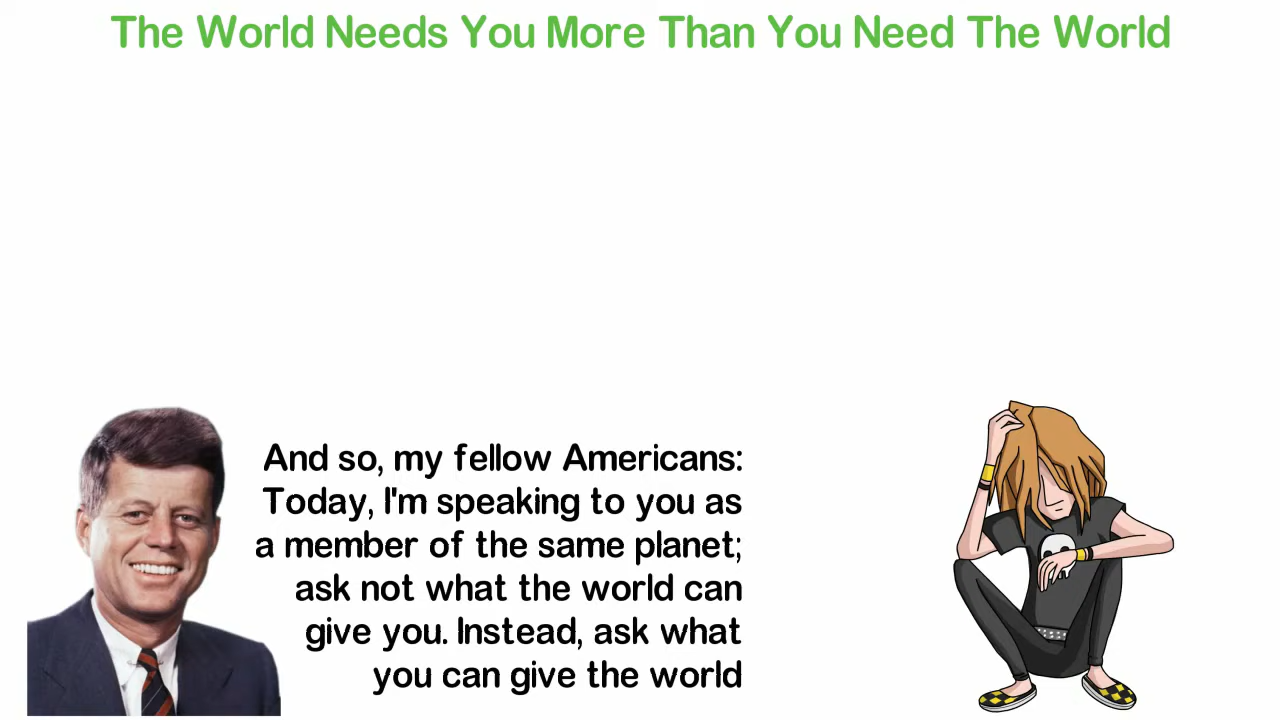 The World Needs You More Than You Need The World
And so, my fellow Americans:
Today, I'm speaking to you as
a member of the same planet;
ask not what the world can
give you. Instead, ask what
you can give the world